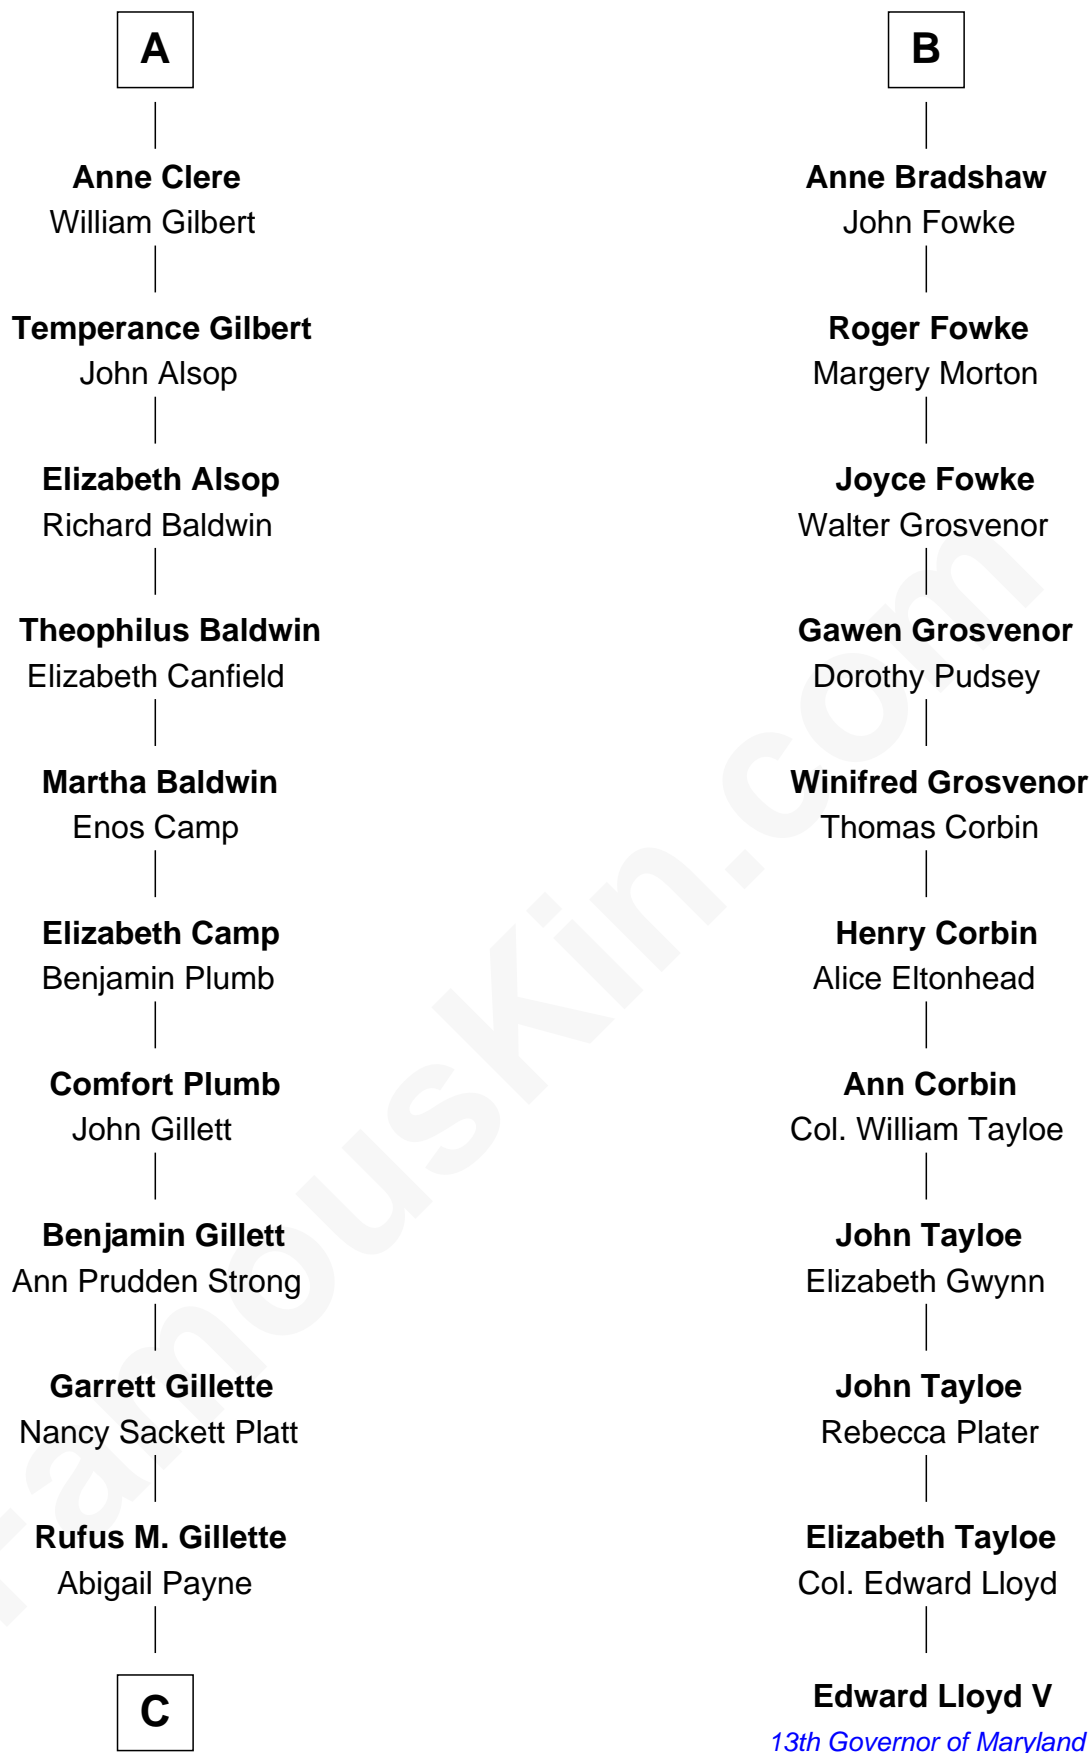 A
Anne Clere
William Gilbert
Temperance Gilbert
John Alsop
Elizabeth Alsop
Richard Baldwin
Theophilus Baldwin
Elizabeth Canfield
Martha Baldwin
Enos Camp
Elizabeth Camp
Benjamin Plumb
Comfort Plumb
John Gillett
Benjamin Gillett
Ann Prudden Strong
Garrett Gillette
Nancy Sackett Platt
Rufus M. Gillette
Abigail Payne
C
B
Anne Bradshaw
John Fowke
Roger Fowke
Margery Morton
Joyce Fowke
Walter Grosvenor
Gawen Grosvenor
Dorothy Pudsey
Winifred Grosvenor
Thomas Corbin
Henry Corbin
Alice Eltonhead
Ann Corbin
Col. William Tayloe
John Tayloe
Elizabeth Gwynn
John Tayloe
Rebecca Plater
Elizabeth Tayloe
Col. Edward Lloyd
Edward Lloyd V
13th Governor of Maryland
FamousKin.com